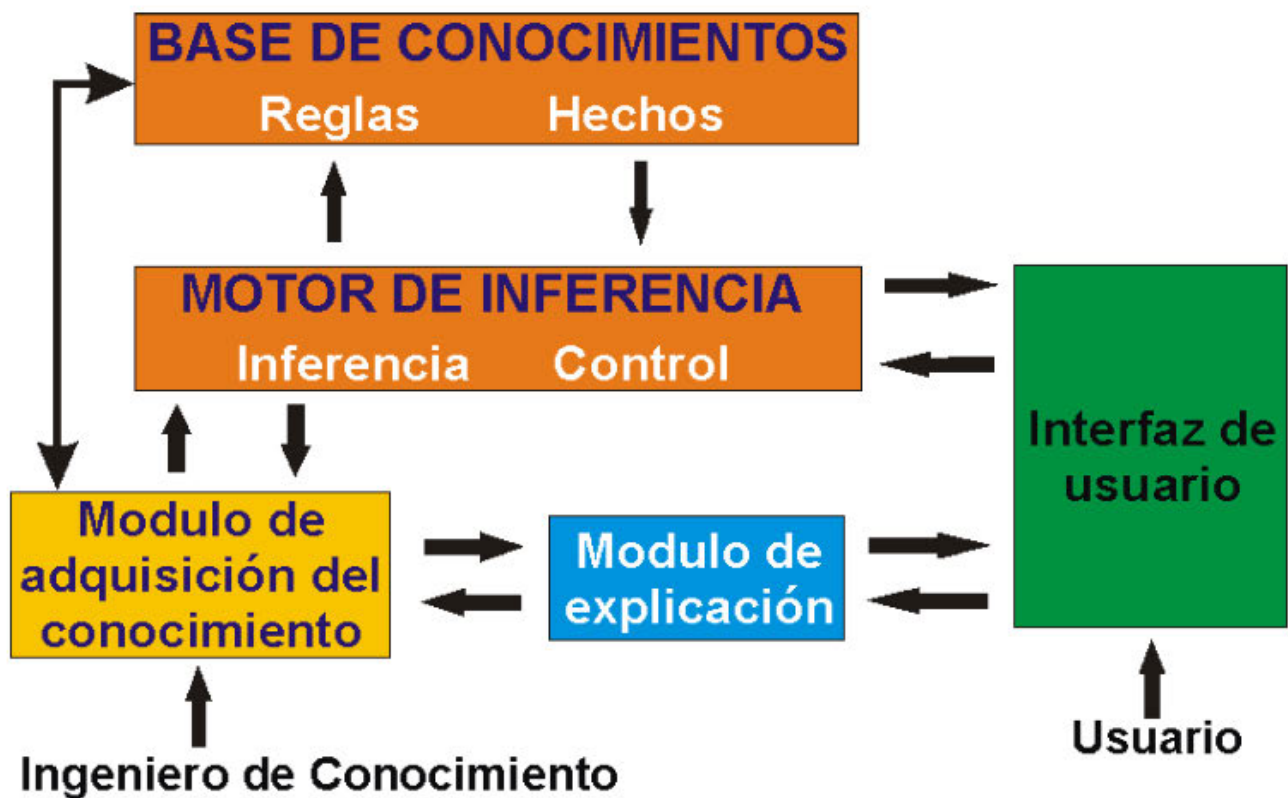 BASE DE CONOCIMIENTOS
Reglas Hechos
MOTOR DE INFERENCIA
Inferencia Control
Interfaz de
usuario
Modulo de
adquisición del
conocimiento
Modulo de
explicación
Usuario
Ingeniero de Conocimiento